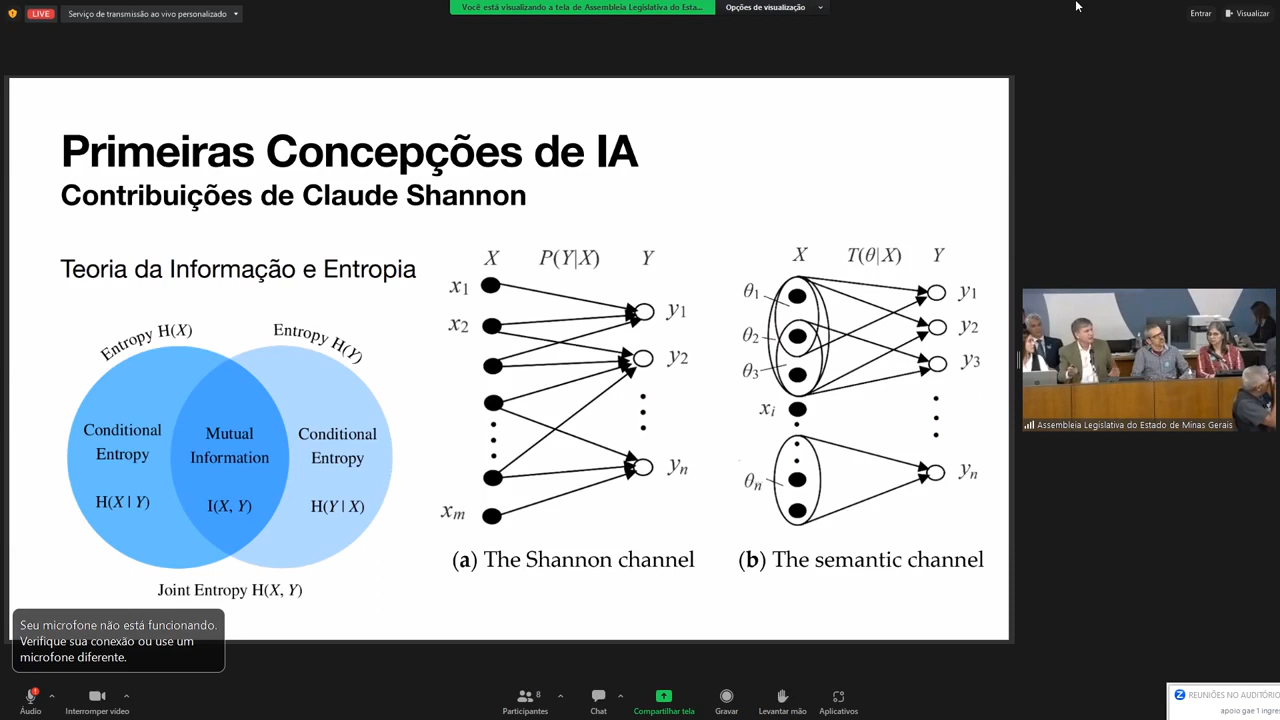 LIVE
Serviço de transmissão ao vivo personalizado
Você está visualizando a tela de Assembleia Legislativa do Esta...
Opções de visualização
Entrar
Visualizar
Primeiras Concepções de IA
Contribuições de Claude Shannon
Teoria da Informação e Entropia
Entropy H(X)
Entropy H(Y)
Conditional
Entropy
H(X | Y)
Mutual
Information
I(X, Y)
Conditional
Entropy
H(Y | X)
Joint Entropy H(X, Y)
X P(Y|X) Y
x1
x2
xm
y1
y2
yn
(a) The Shannon channel
X T(θ|X) Y
θ1
θ2
θ3
xi
θn
y1
y2
y3
yn
(b) The semantic channel
Assembleia Legislativa do Estado de Minas Gerais
Seu microfone não está funcionando.
Verifique sua conexão ou use um
microfone diferente.
Áudio
Interromper vídeo
Participantes
8
Chat
Compartilhar tela
Gravar
Levantar mão
Aplicativos
REUNIÕES NO AUDITÓRIO
apoio gae 1 ingres